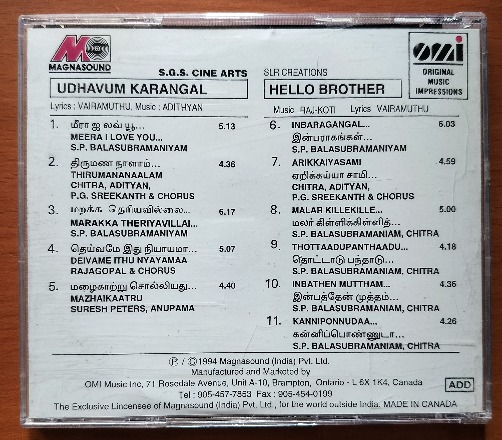 MAGNASOUND
S.G.S. CINE ARTS
UDHAVUM KARANGAL
Lyrics : VAIRAMUTHU, Music : ADITHYAN
1. மீரா ஐ லவ் யூ... 5.13
MEERA I LOVE YOU...
S.P. BALASUBRAMANIYAM
2. திருமண நாளாம்... 4.36
THIRUMANANAALAM
CHITRA, ADITYAN,
P.G. SREEKANTH & CHORUS
3. மறக்க தெரியவில்லை... 6.17
MARAKKA THERIYAVILLAI...
S.P. BALASUBRAMANIYAM
4. தெய்வமே இது நியாயமா... 5.07
DEIVAME ITHU NYAYAMAA
RAJAGOPAL & CHORUS
5. மழைகாற்று சொல்லியது... 4.40
MAZHAIKAATRU
SURESH PETERS, ANUPAMA
omi
ORIGINAL
MUSIC
IMPRESSIONS
SLR CREATIONS
HELLO BROTHER
Music RAJ-KOTI Lyrics VAIRAMUTHU
6. INBARAGANGAL... 5.03
இன்பராகங்கள்...
S.P. BALASUBRAMANIYAM
7. ARIKKAIYASAMI 4.59
ஏறிக்கய்யா சாமி...
CHITRA, ADITYAN,
P.G. SREEKANTH & CHORUS
8. MALAR KILLEKILLE... 5.00
மலர் கிள்ளிக்கிள்ளித்...
S.P. BALASUBRAMANIAM, CHITRA
9. THOTTAADUPANTHAADU... 4.18
தொட்டாடு பந்தாடு...
S.P. BALASUBRAMANIAM, CHITRA
10. INBATHEN MUTTHAM... 4.36
இன்பத்தேன் முத்தம்...
S.P. BALASUBRAMANIAM, CHITRA
11. KANNIPONNUDAA... 4.26
கன்னிப்பொண்ணுடா...
S.P. BALASUBRAMANIAM, CHITRA
℗ / © 1994 Magnasound (India) Pvt. Ltd.
Manufactured and Marketed by
OMI Music Inc, 71 Rosedale Avenue, Unit A-10, Brampton, Ontario - L6X 1K4, Canada
Tel : 905-457-7853 Fax : 905-454-0199
ADD
The Exclusive Lincensee of Magnasound (India) Pvt. Ltd., for the world outside India. MADE IN CANADA